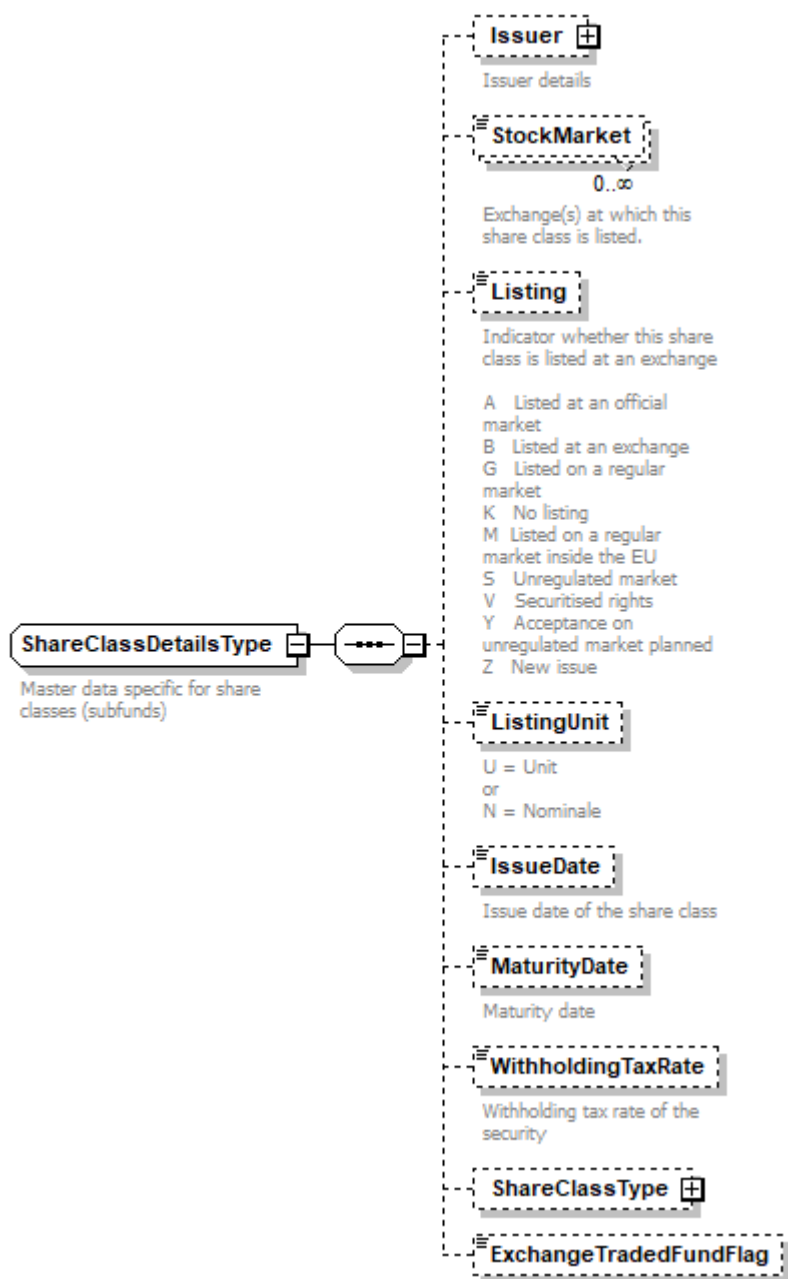 Issuer
Issuer details
StockMarket
0..∞
Exchange(s) at which this
share class is listed.
Listing
Indicator whether this share
class is listed at an exchange
A Listed at an official
market
B Listed at an exchange
G Listed on a regular
market
K No listing
M Listed on a regular
market inside the EU
S Unregulated market
V Securitised rights
Y Acceptance on
unregulated market planned
Z New issue
ShareClassDetailsType
Master data specific for share
classes (subfunds)
ListingUnit
U = Unit
or
N = Nominale
IssueDate
Issue date of the share class
MaturityDate
Maturity date
WithholdingTaxRate
Withholding tax rate of the
security
ShareClassType
ExchangeTradedFundFlag